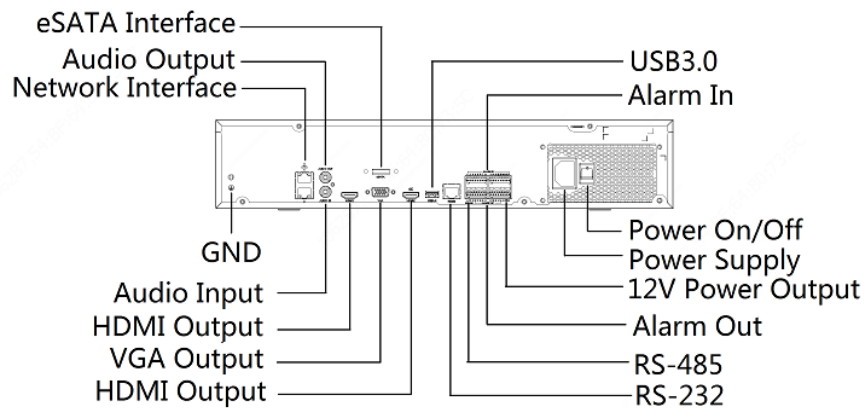 eSATA Interface
Audio Output
Network Interface
USB3.0
Alarm In
GND
Audio Input
HDMI Output
VGA Output
HDMI Output
Power On/Off
Power Supply
12V Power Output
Alarm Out
RS-485
RS-232